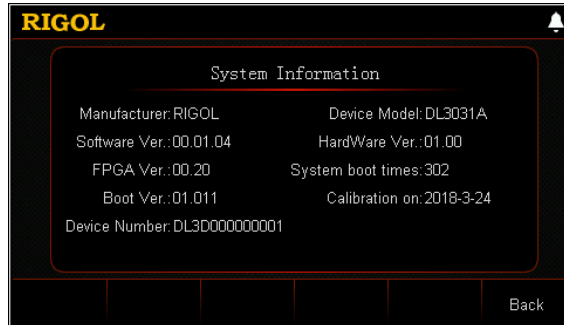 RIGOL
System Information
Manufacturer:RIGOL Device Model:DL3031A
Software Ver.:00.01.04 HardWare Ver.:01.00
FPGA Ver.:00.20 System boot times:302
Boot Ver.:01.011 Calibration on:2018-3-24
Device Number:DL3D000000001
Back